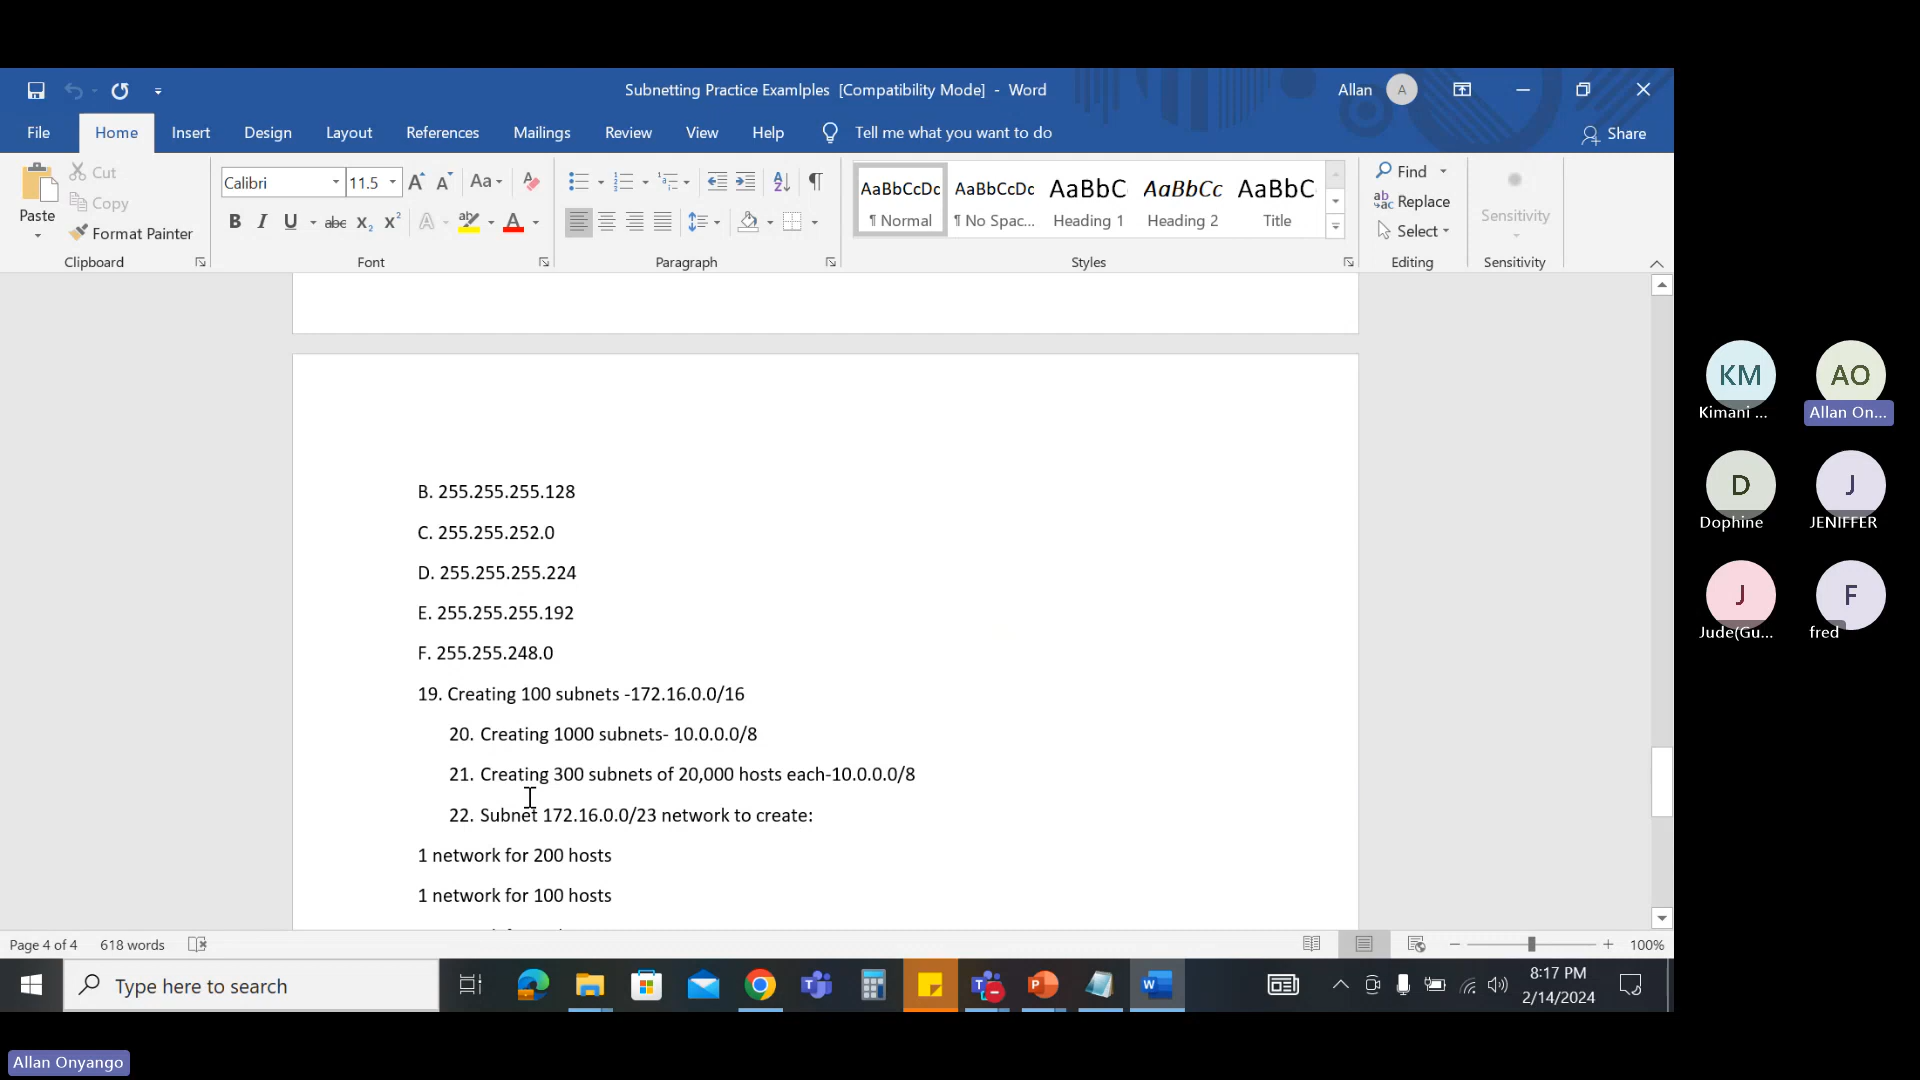 Subnetting Practice Examlples [Compatibility Mode] - Word
Allan
A
File
Home
Insert
Design
Layout
References
Mailings
Review
View
Help
Tell me what you want to do
Share
Paste
Cut
Copy
Format Painter
Clipboard
Calibri
11.5
Font
Paragraph
AaBbCcDc
¶ Normal
AaBbCcDc
¶ No Spac...
AaBbC
Heading 1
AaBbCc
Heading 2
AaBbC
Title
Styles
Find
Replace
Select
Editing
Sensitivity
Sensitivity
B. 255.255.255.128
C. 255.255.252.0
D. 255.255.255.224
E. 255.255.255.192
F. 255.255.248.0
19. Creating 100 subnets -172.16.0.0/16
20. Creating 1000 subnets- 10.0.0.0/8
21. Creating 300 subnets of 20,000 hosts each-10.0.0.0/8
22. Subnet 172.16.0.0/23 network to create:
1 network for 200 hosts
1 network for 100 hosts
KM
Kimani ...
AO
Allan On...
D
Dophine
J
JENIFFER
J
Jude(Gu...
F
fred
Page 4 of 4
618 words
100%
Type here to search
8:17 PM
2/14/2024
Allan Onyango